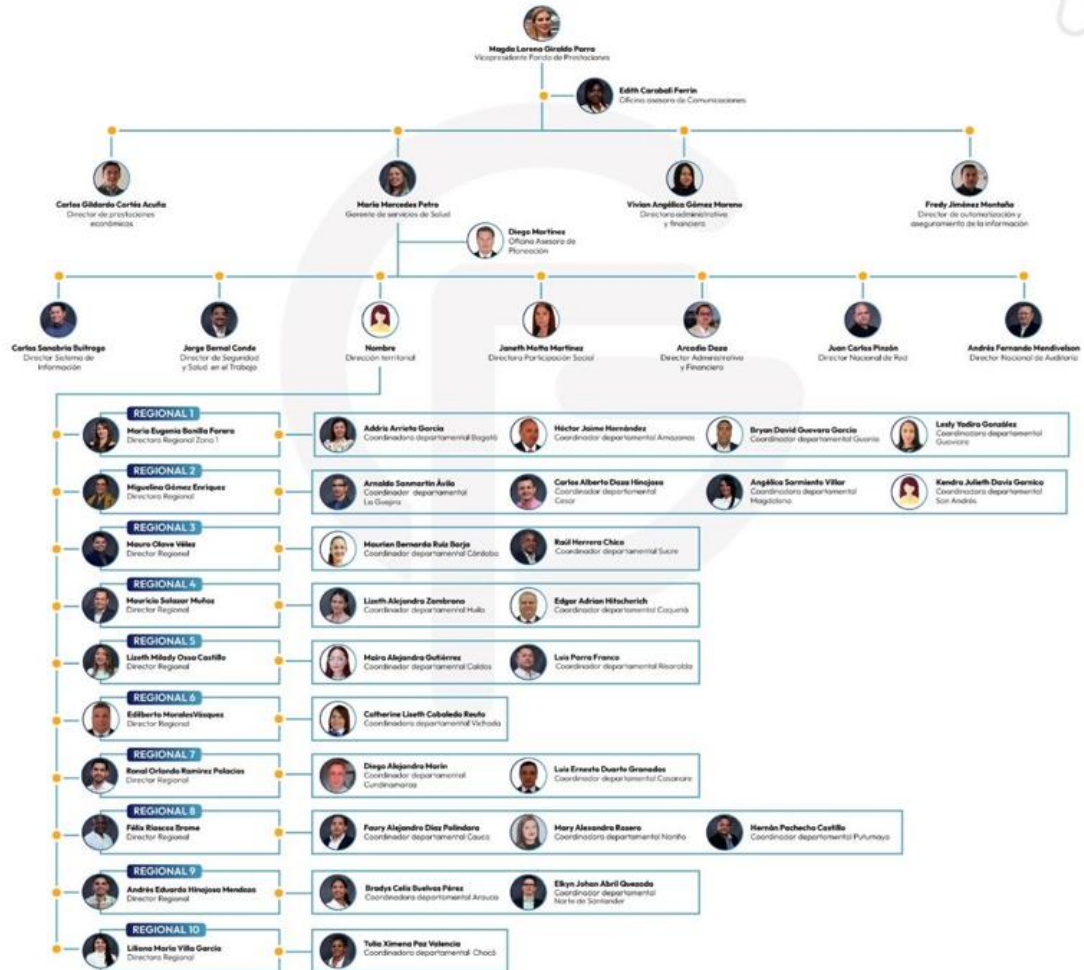 Magda Lorena Giraldo Parra
Vicepresidente Fondo de Prestaciones
Edith Carabali Ferrin
Oficina asesora de Comunicaciones
Carlos Gildardo Cortés Acuña
Director de prestaciones
económicas
María Mercedes Petro
Gerente de servicios de Salud
Vivian Angélica Gómez Moreno
Directora administrativa
y financiera
Fredy Jiménez Montaño
Director de automatización y
aseguramiento de la información
Diego Martínez
Oficina Asesora de
Planeación
Carlos Sanabria Buitrago
Director Sistema de
Información
Jorge Bernal Conde
Director de Seguridad
y Salud en el Trabajo
Nombre
Dirección territorial
Janeth Motta Martínez
Directora Participación Social
Arcadio Daza
Director Administrativo
y Financiero
Juan Carlos Pinzón
Director Nacional de Red
Andrés Fernando Mendivelson
Director Nacional de Auditoría
REGIONAL 1
María Eugenia Bonilla Forero
Directora Regional Zona 1
Addris Arrieta García
Coordinadora departamental Bogotá
Héctor Jaime Hernández
Coordinador departamental Amazonas
Bryan David Guevara García
Coordinador departamental Guanía
Lesly Yadira González
Coordinadora departamental
Guaviare
REGIONAL 2
Miguelina Gómez Enriquez
Directora Regional
Arnaldo Sanmartín Ávila
Coordinador departamental
La Guajira
Carlos Alberto Daza Hinojosa
Coordinador departamental
Cesar
Angélica Sarmiento Villar
Coordinadora departamental
Magdalena
Kendra Julieth Davis Garnica
Coordinadora departamental
San Andrés
REGIONAL 3
Mauro Olave Vélez
Director Regional
Maurien Bernarda Ruiz Borja
Coordinador departamental Córdoba
Raúl Herrera Chico
Coordinador departamental Sucre
REGIONAL 4
Mauricio Salazar Muñoz
Director Regional
Lizeth Alejandra Zambrano
Coordinador departamental Huila
Edgar Adrian Hitscherich
Coordinador departamental Caquetá
REGIONAL 5
Lizeth Milady Ossa Castillo
Director Regional
Maira Alejandra Gutiérrez
Coordinador departamental Caldas
Luis Parra Franco
Coordinador departamental Risaralda
REGIONAL 6
Edilberto MoralesVásquez
Director Regional
Catherine Liseth Cobaleda Reuto
Coordinadora departamental Vichada
REGIONAL 7
Ronal Orlando Ramírez Palacios
Director Regional
Diego Alejandro Marín
Coordinador departamental
Cundinamarca
Luis Ernesto Duarte Granados
Coordinador departamental Casanare
REGIONAL 8
Félix Riascos Brame
Director Regional
Faury Alejandro Díaz Palindara
Coordinador departamental Cauca
Mary Alexandra Rosero
Coordinadora departamental Nariño
Hernán Pachecha Castillo
Coordinador departamental Putumayo
REGIONAL 9
Andrés Eduardo Hinojosa Mendoza
Director Regional
Bradys Celis Buelvas Pérez
Coordinadora departamental Arauca
Elkyn Johan Abril Quezada
Coordinador departamental
Norte de Santander
REGIONAL 10
Liliana María Villa García
Directora Regional
Tulia Ximena Paz Valencia
Coordinadora departamental Chocó